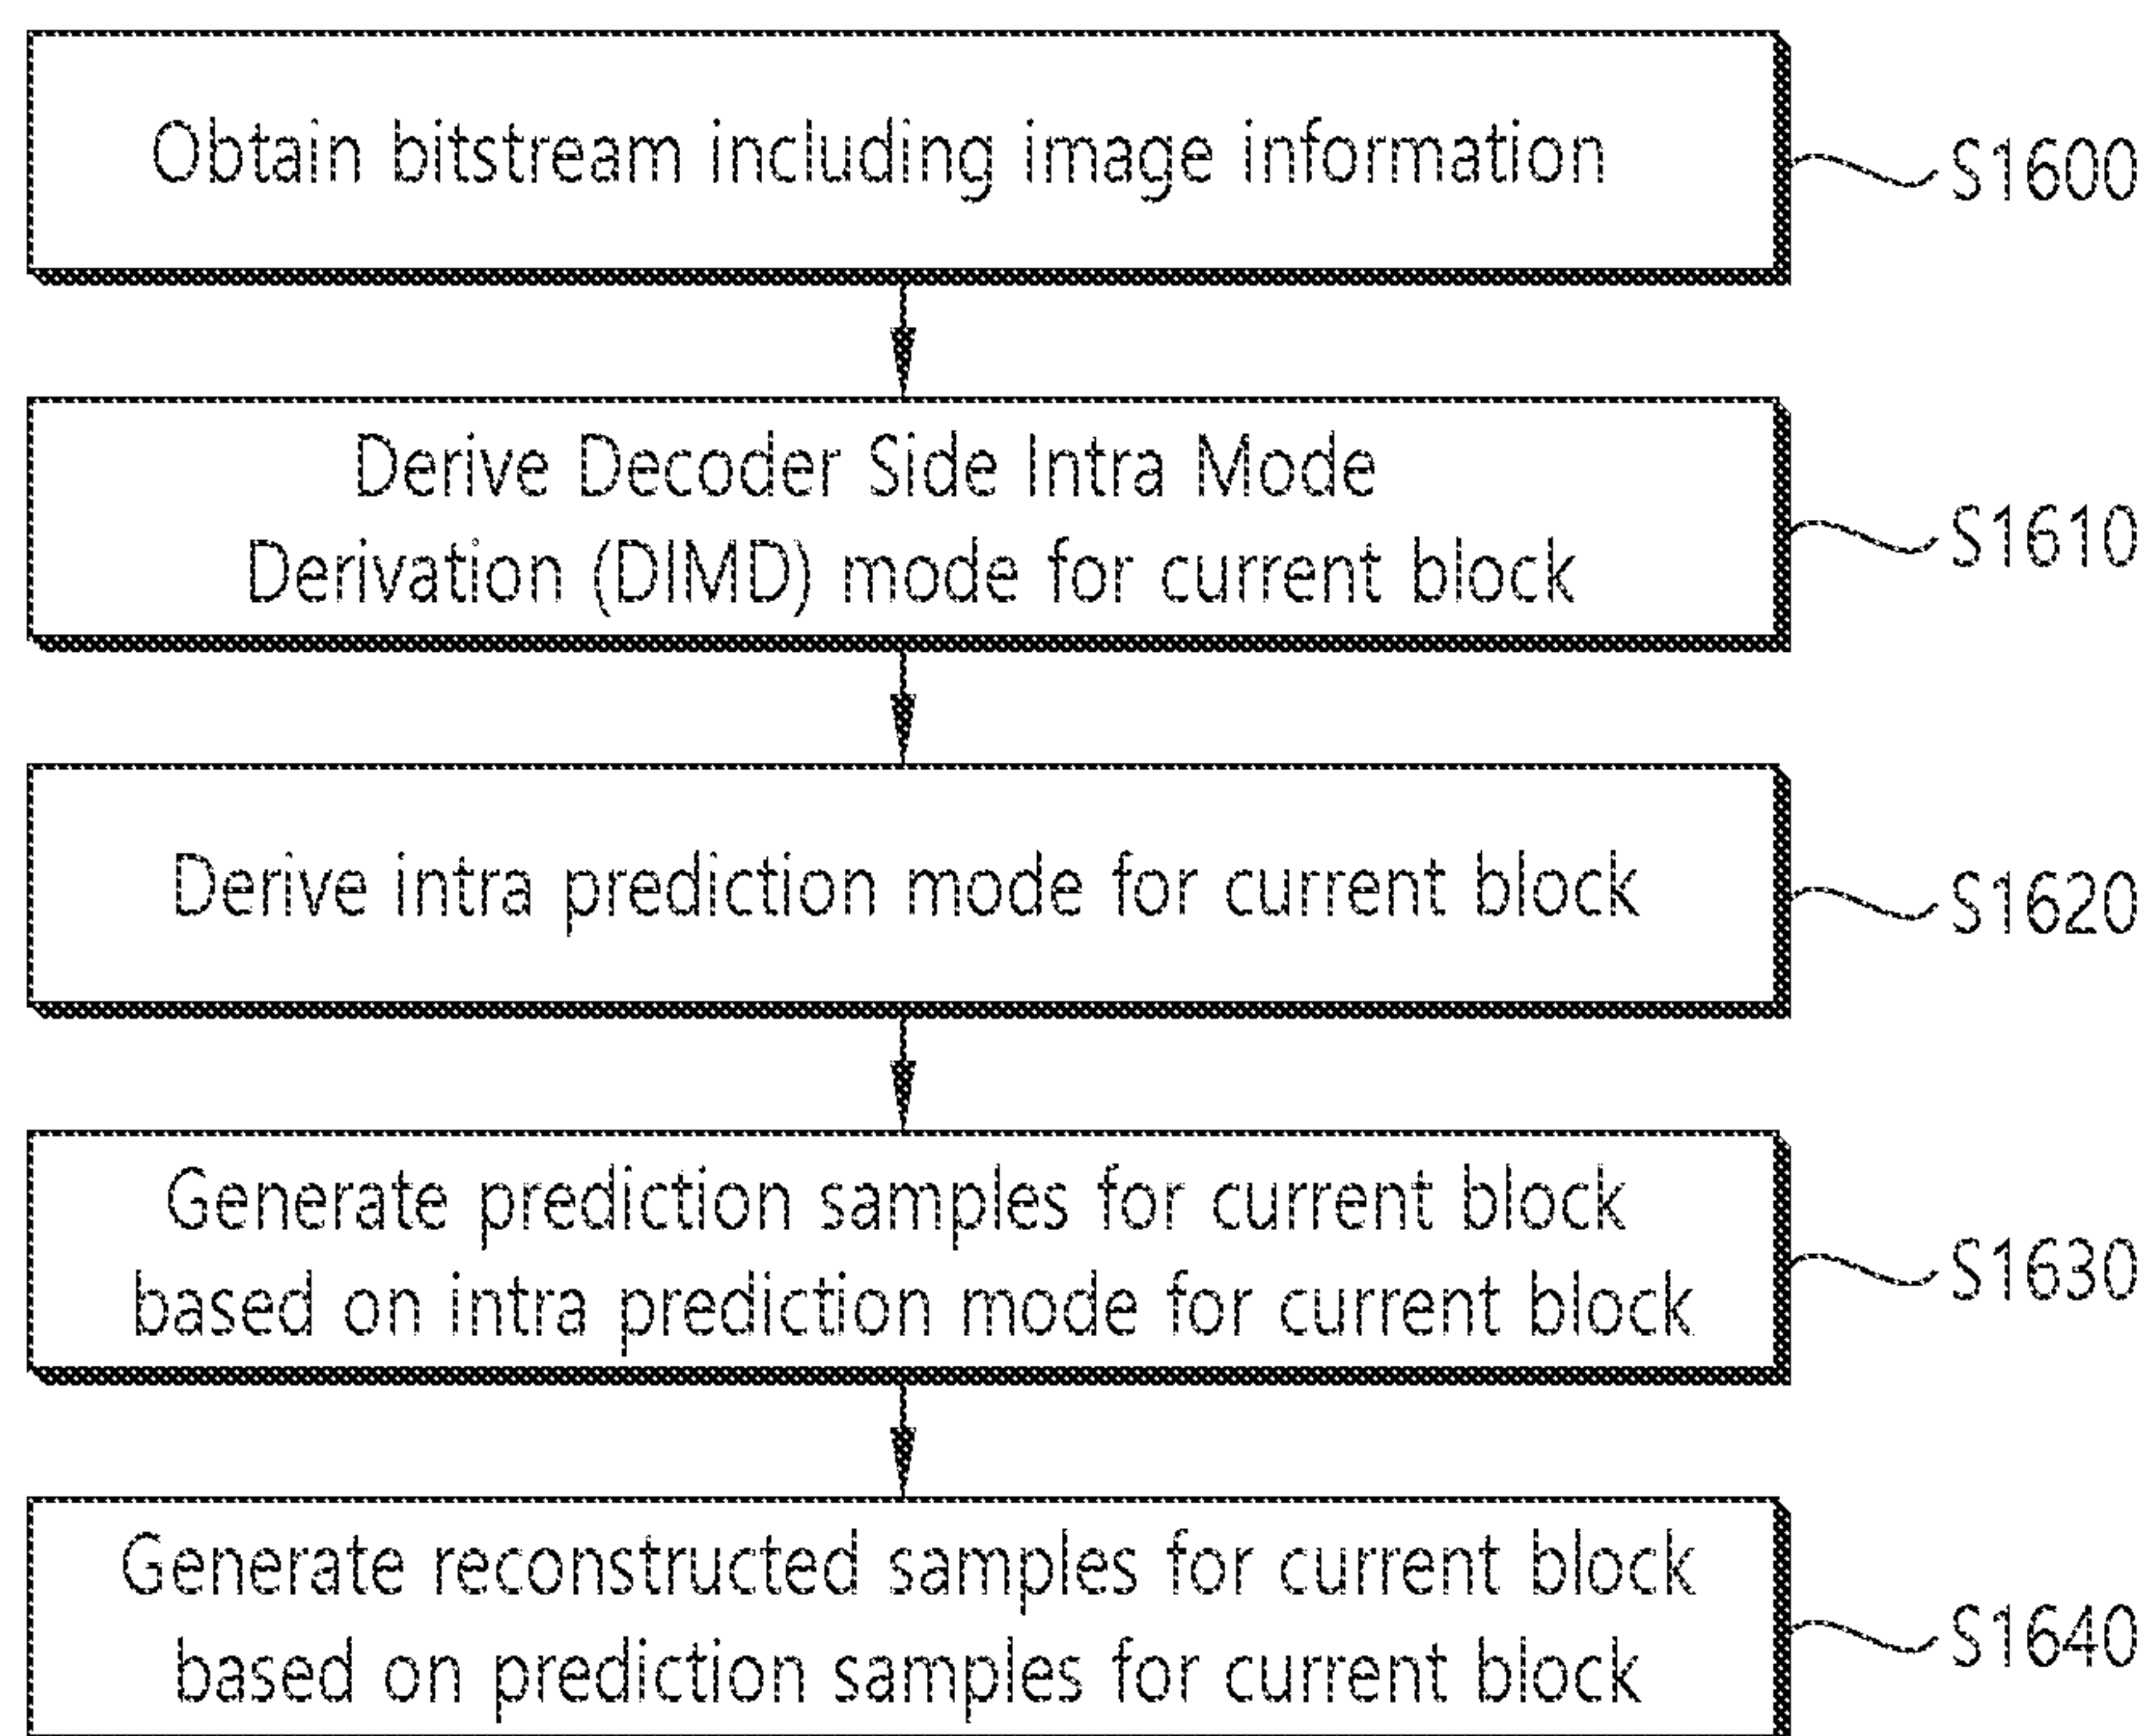 Obtain bitstream including image information
S1600
Derive Decoder Side Intra Mode
Derivation (DIMD) mode for current block
S1610
Derive intra prediction mode for current block
S1620
Generate prediction samples for current block
based on intra prediction mode for current block
S1630
Generate reconstructed samples for current block
based on prediction samples for current block
S1640